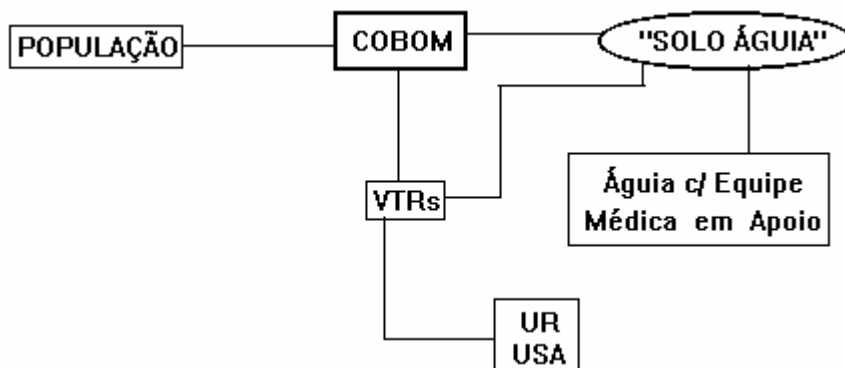 POPULAÇÃO
COBOM
"SOLO ÁGUIA"
VTRs
Águia c/ Equipe
Médica em Apoio
UR
USA